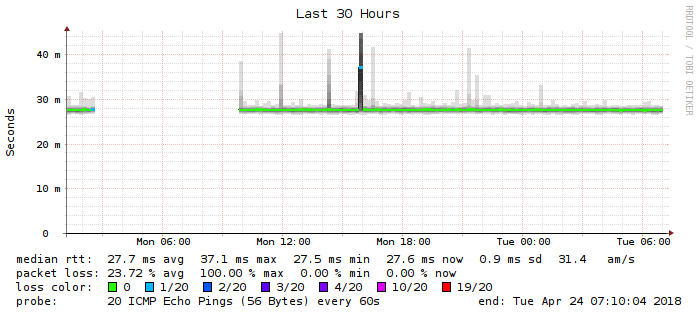 Last 30 Hours
RRDTOOL / TOBI OETIKER
Seconds
40 m
30 m
20 m
10 m
0
Mon 06:00 Mon 12:00 Mon 18:00 Tue 00:00 Tue 06:00
median rtt: 27.7 ms avg 37.1 ms max 27.5 ms min 27.6 ms now 0.9 ms sd 31.4 am/s
packet loss: 23.72 % avg 100.00 % max 0.00 % min 0.00 % now
loss color: 0 1/20 2/20 3/20 4/20 10/20 19/20
probe: 20 ICMP Echo Pings (56 Bytes) every 60s end: Tue Apr 24 07:10:04 2018